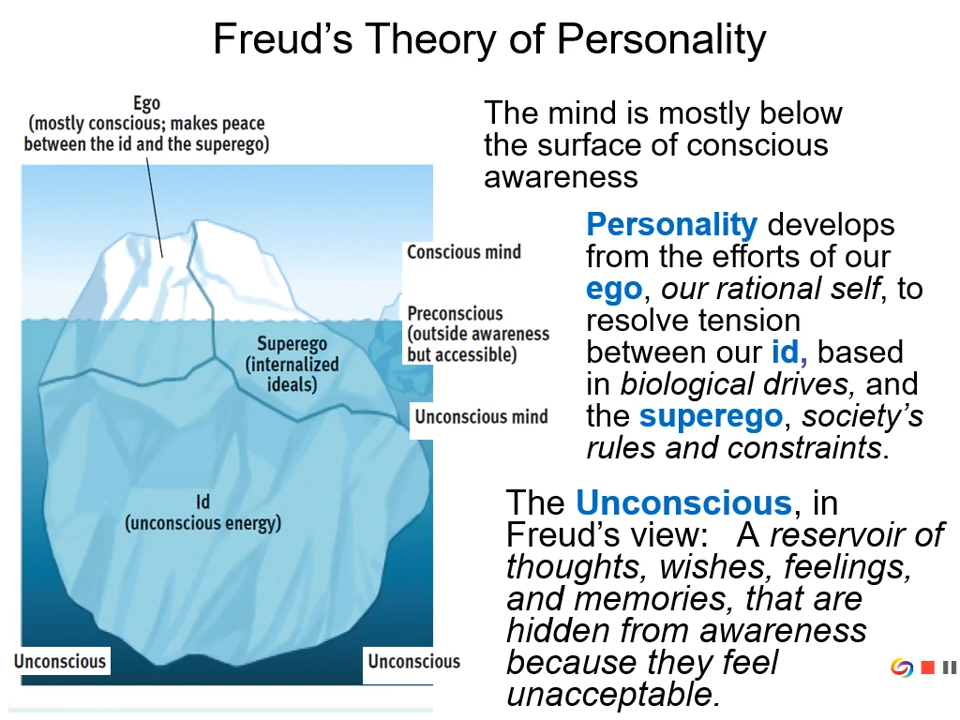 Freud’s Theory of Personality
Ego
(mostly conscious; makes peace
between the id and the superego)
Conscious mind
Preconscious
(outside awareness
but accessible)
Superego
(internalized
ideals)
Unconscious mind
Id
(unconscious energy)
Unconscious
Unconscious
The mind is mostly below
the surface of conscious
awareness
Personality develops
from the efforts of our
ego, our rational self, to
resolve tension
between our id, based
in biological drives, and
the superego, society’s
rules and constraints.
The Unconscious, in
Freud’s view: A reservoir of
thoughts, wishes, feelings,
and memories, that are
hidden from awareness
because they feel
unacceptable.